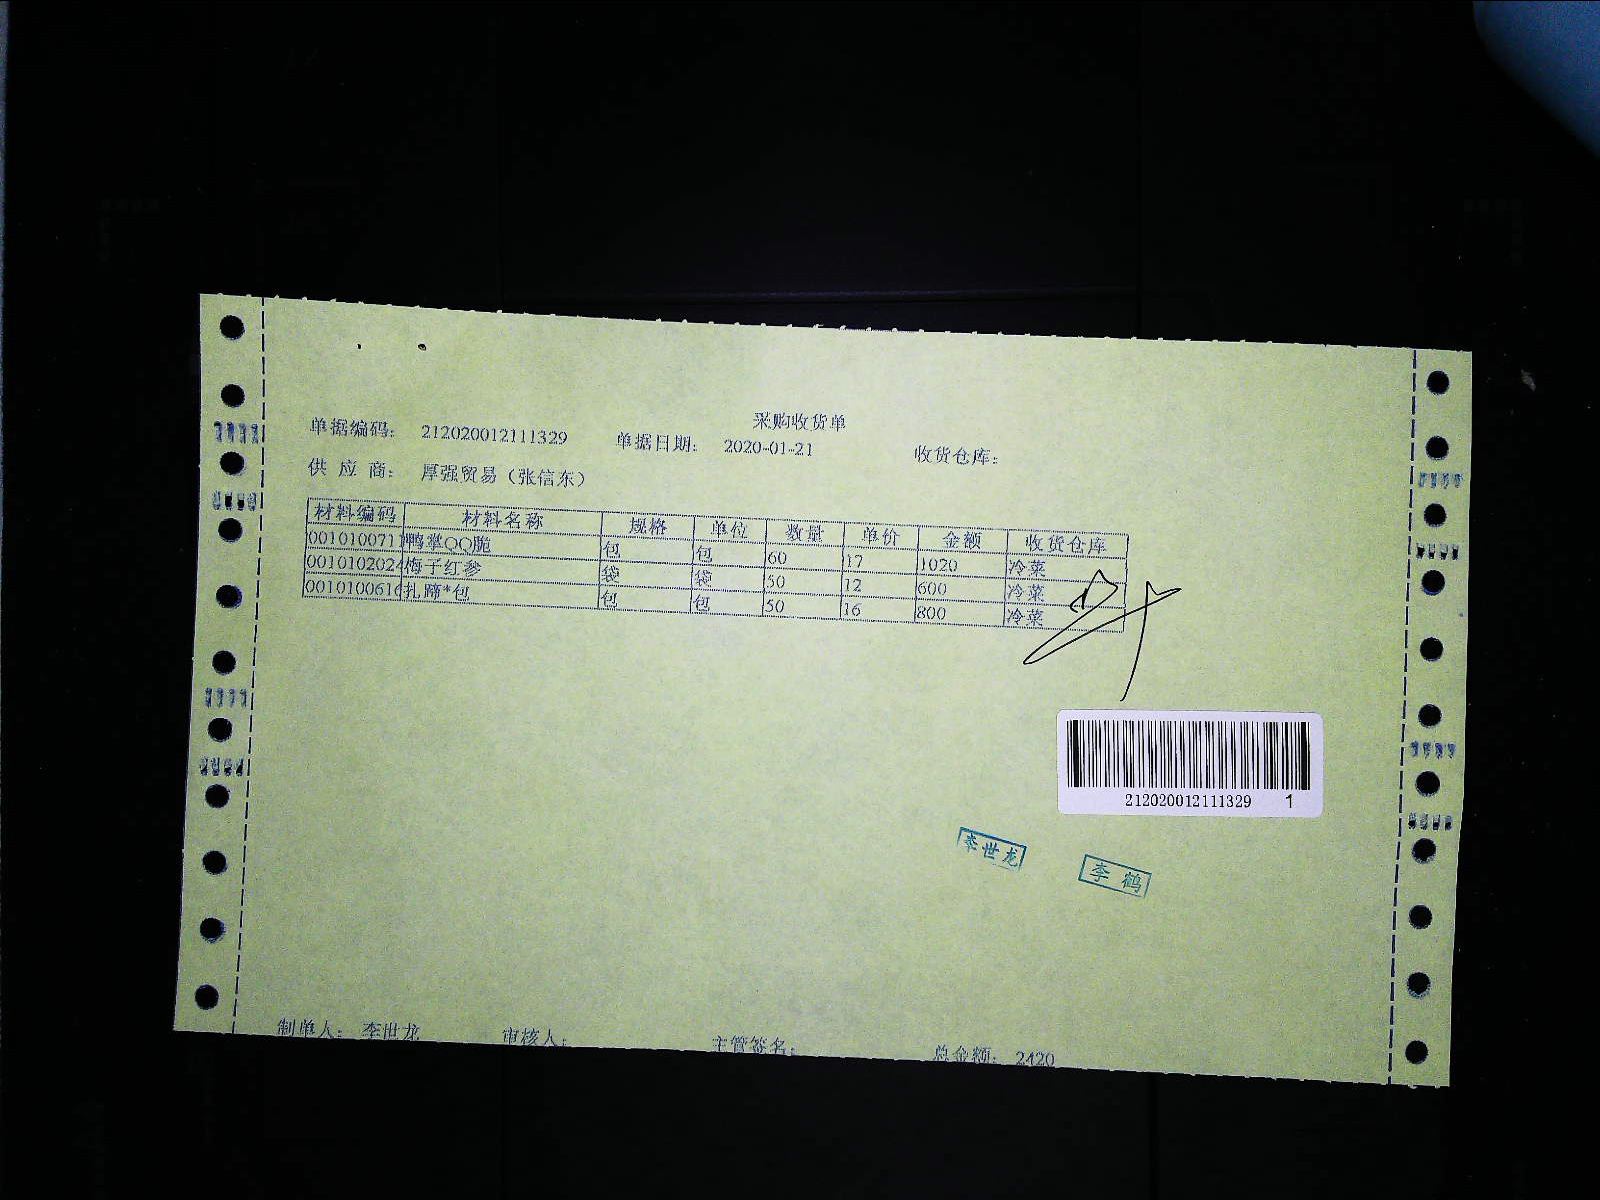 采购收货单
单据编码: 212020012111329 单据日期: 2020-01-21 收货仓库:
供 应 商: 厚强贸易（张信东）
材料编码 材料名称 规格 单位 数量 单价 金额 收货仓库
0010100711 鸭掌QQ脆 包 包 60 17 1020 冷菜
0010102024 梅子红参 袋 袋 50 12 600 冷菜
0010100616 扎蹄*包 包 包 50 16 800 冷菜
212020012111329 1
李世龙
李鹤
制单人: 李世龙 审核人: 主管签名: 总金额: 2420